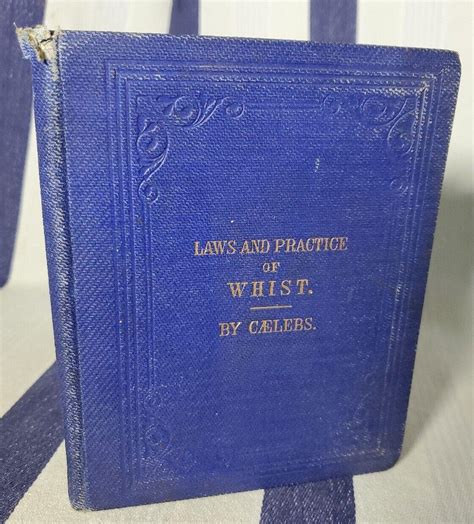 LAWS AND PRACTICE
OF
WHIST.
BY CÆLEBS.